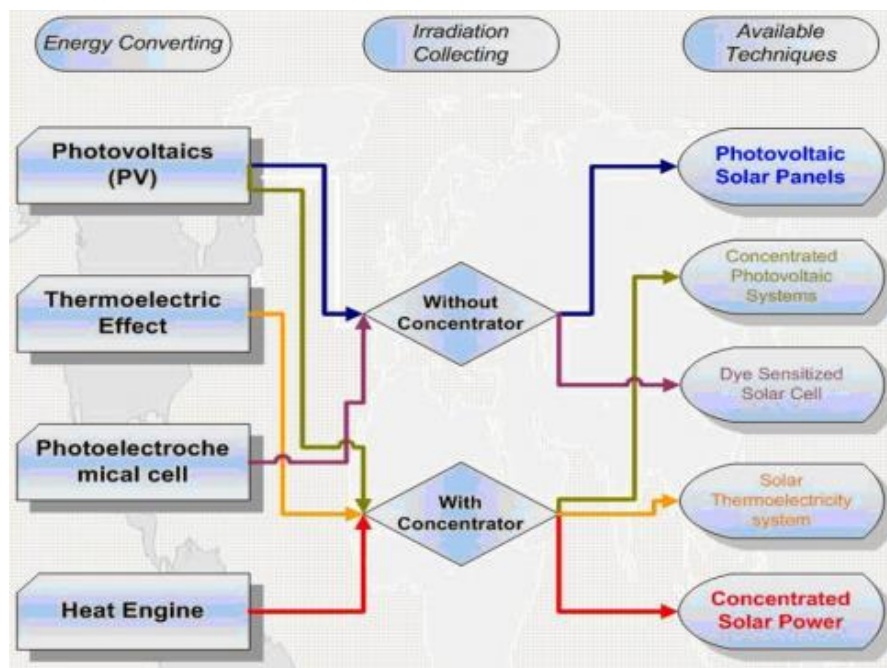 Energy Converting
Irradiation
Collecting
Available
Techniques
Photovoltaics
(PV)
Thermoelectric
Effect
Photoelectroche
mical cell
Heat Engine
Without
Concentrator
With
Concentrator
Photovoltaic
Solar Panels
Concentrated
Photovoltaic
Systems
Dye Sensitized
Solar Cell
Solar
Thermoelectricity
system
Concentrated
Solar Power